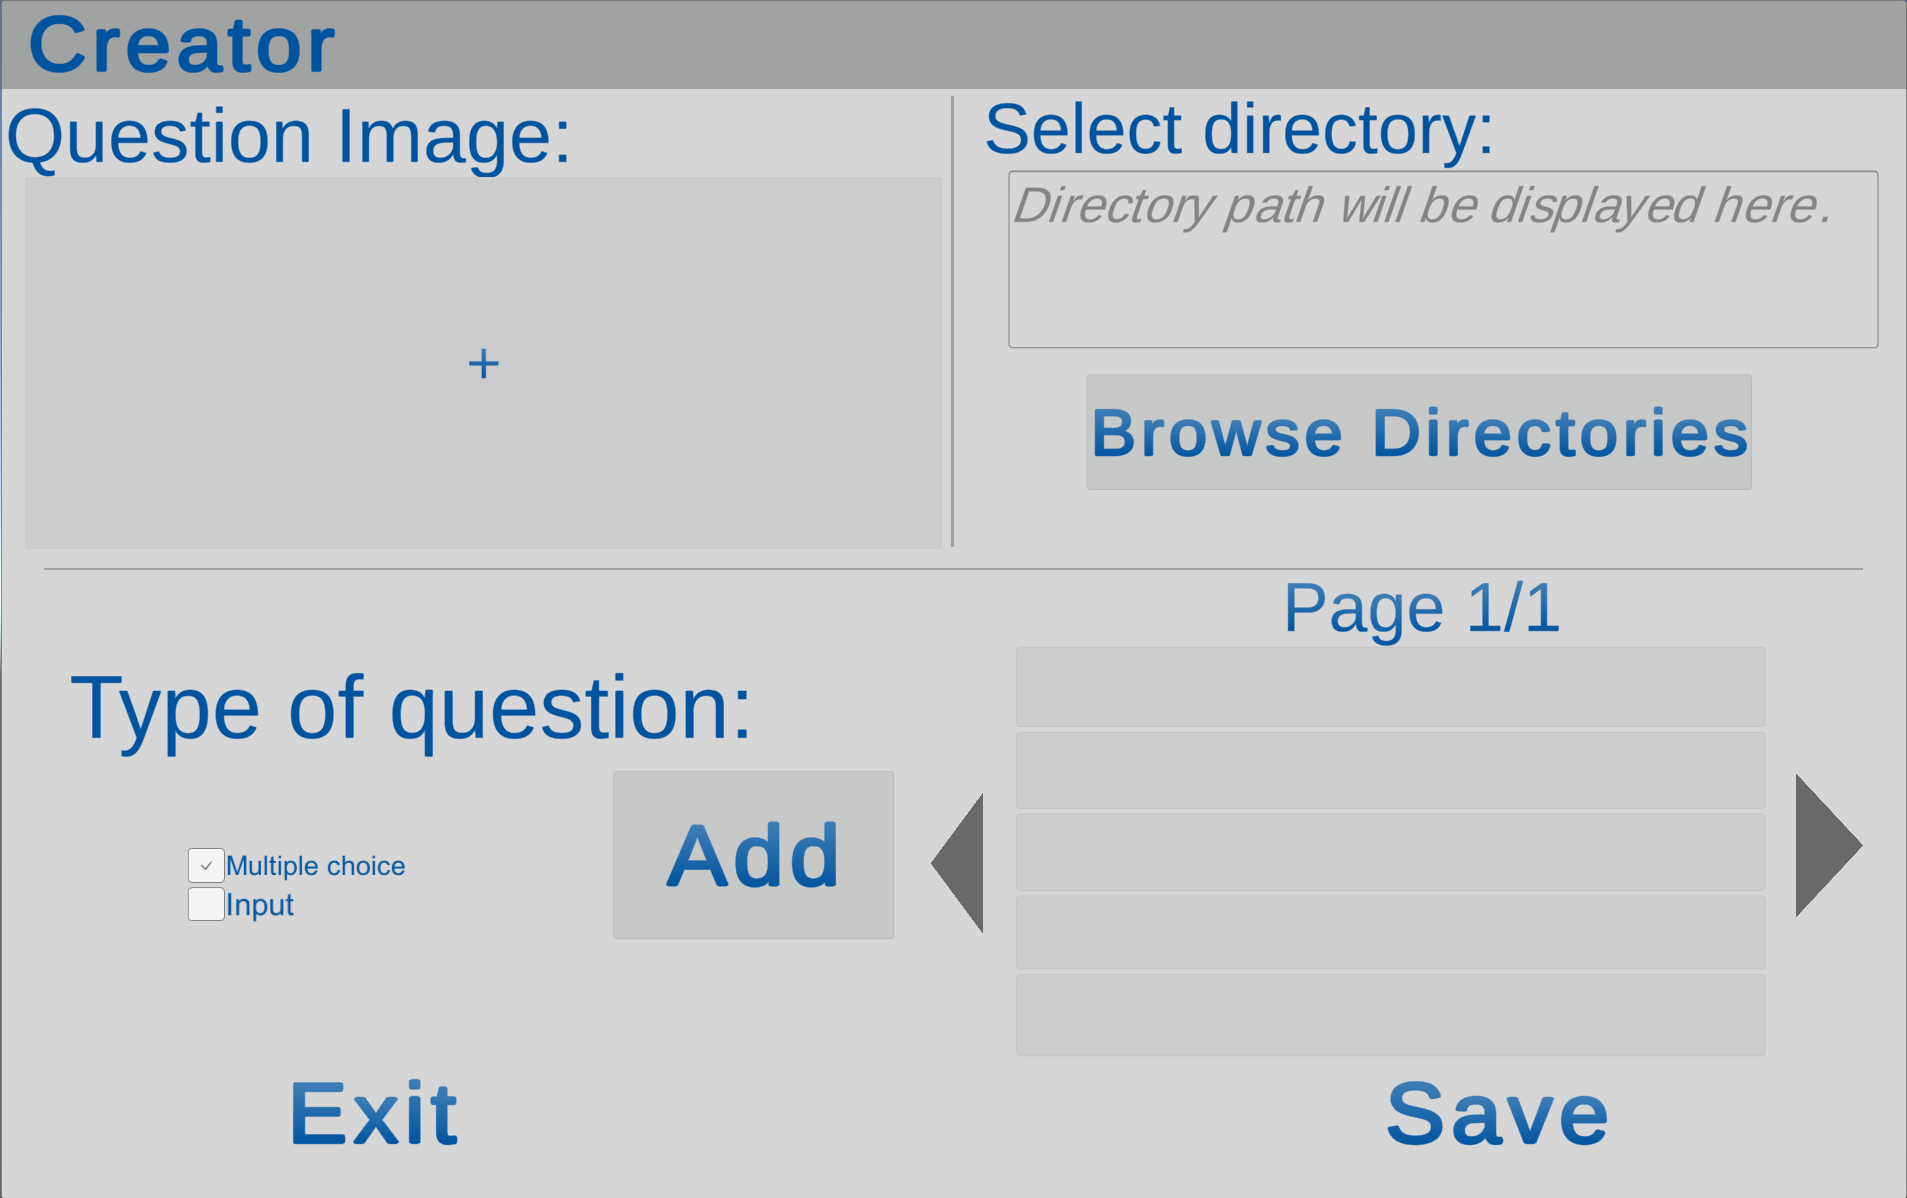 Creator
Question Image:
+
Select directory:
Directory path will be displayed here.
Browse Directories
Page 1/1
Type of question:
Multiple choice
Input
Add
Exit
Save